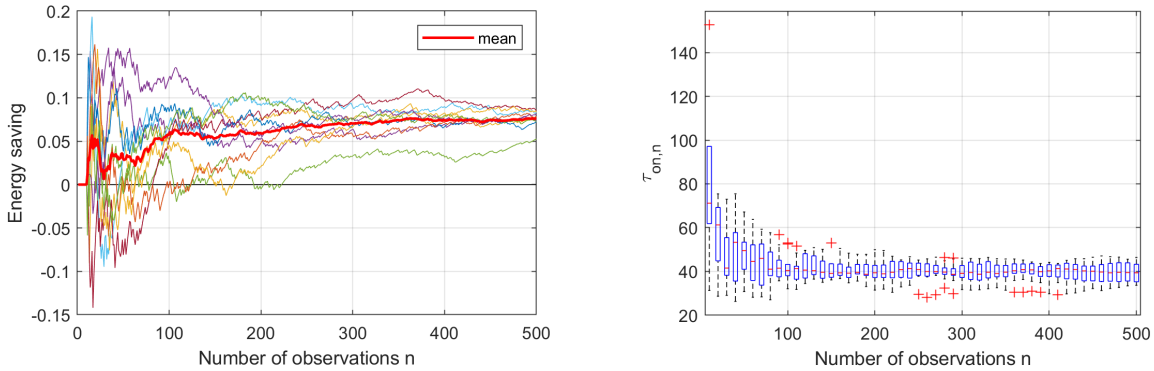 0.2
0.15
0.1
0.05
0
-0.05
-0.1
-0.15
Energy saving
mean
0 100 200 300 400 500
Number of observations n
140
120
100
80
60
40
20
τon,n
100 200 300 400 500
Number of observations n